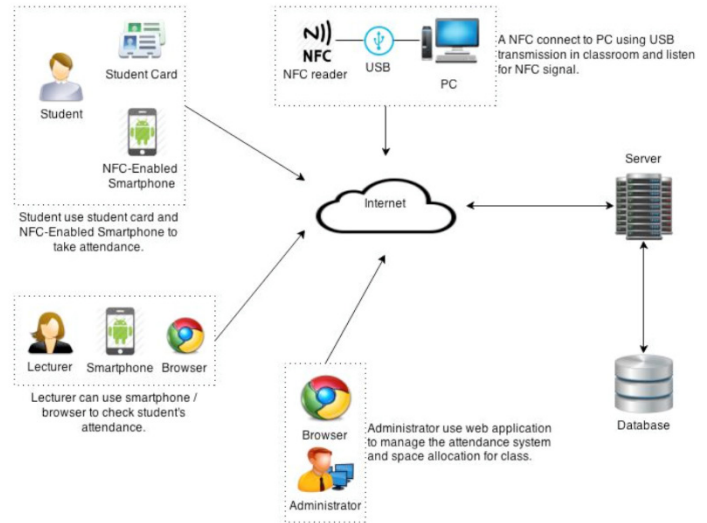 Student Card
Student
NFC-Enabled
Smartphone
Student use student card and
NFC-Enabled Smartphone to
take attendance.
NFC
NFC reader
USB
PC
A NFC connect to PC using USB
transmission in classroom and listen
for NFC signal.
Internet
Server
Database
Lecturer
Smartphone
Browser
Lecturer can use smartphone /
browser to check student's
attendance.
Browser
Administrator
Administrator use web application
to manage the attendance system
and space allocation for class.